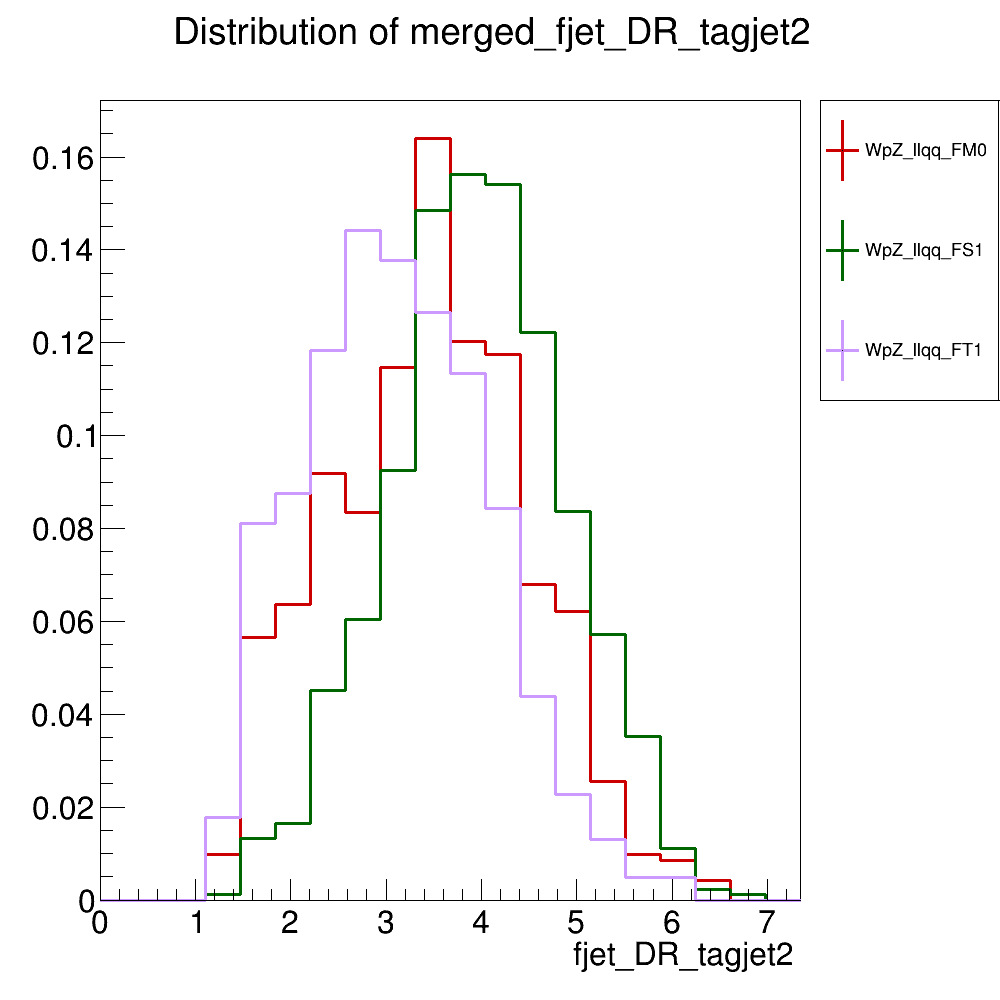 Distribution of merged_fjet_DR_tagjet2
WpZ_llqq_FM0
WpZ_llqq_FS1
WpZ_llqq_FT1
0.16
0.14
0.12
0.1
0.08
0.06
0.04
0.02
0
0 1 2 3 4 5 6 7
fjet_DR_tagjet2